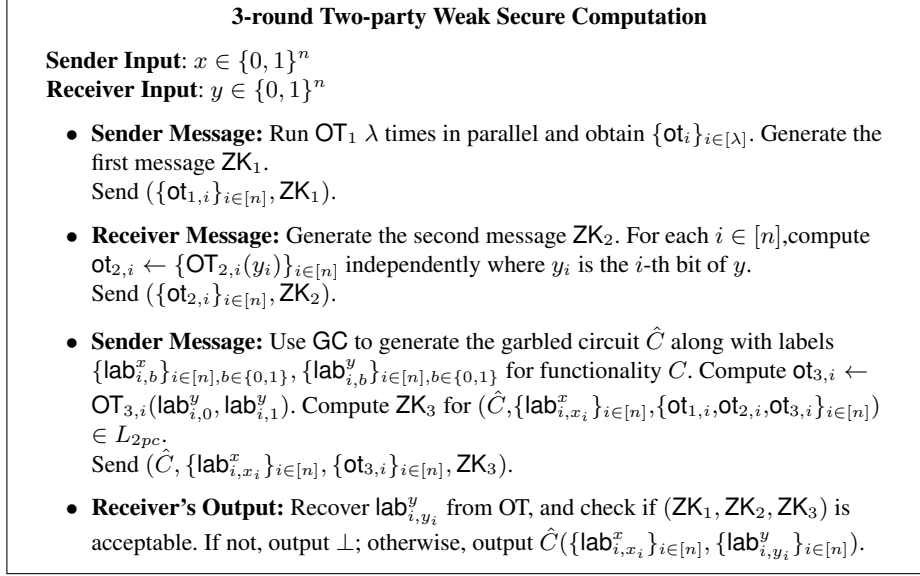 3-round Two-party Weak Secure Computation
Sender Input: x ∈ {0, 1}^n
Receiver Input: y ∈ {0, 1}^n
• Sender Message: Run OT_1 λ times in parallel and obtain {ot_i}_{i∈[λ]}. Generate the
first message ZK_1.
Send ({ot_{1,i}}_{i∈[n]}, ZK_1).
• Receiver Message: Generate the second message ZK_2. For each i ∈ [n],compute
ot_{2,i} ← {OT_{2,i}(y_i)}_{i∈[n]} independently where y_i is the i-th bit of y.
Send ({ot_{2,i}}_{i∈[n]}, ZK_2).
• Sender Message: Use GC to generate the garbled circuit Ĉ along with labels
{lab^x_{i,b}}_{i∈[n],b∈{0,1}}, {lab^y_{i,b}}_{i∈[n],b∈{0,1}} for functionality C. Compute ot_{3,i} ←
OT_{3,i}(lab^y_{i,0}, lab^y_{i,1}). Compute ZK_3 for (Ĉ,{lab^x_{i,x_i}}_{i∈[n]},{ot_{1,i},ot_{2,i},ot_{3,i}}_{i∈[n]})
∈ L_{2pc}.
Send (Ĉ, {lab^x_{i,x_i}}_{i∈[n]}, {ot_{3,i}}_{i∈[n]}, ZK_3).
• Receiver's Output: Recover lab^y_{i,y_i} from OT, and check if (ZK_1, ZK_2, ZK_3) is
acceptable. If not, output ⊥; otherwise, output Ĉ({lab^x_{i,x_i}}_{i∈[n]}, {lab^y_{i,y_i}}_{i∈[n]}).